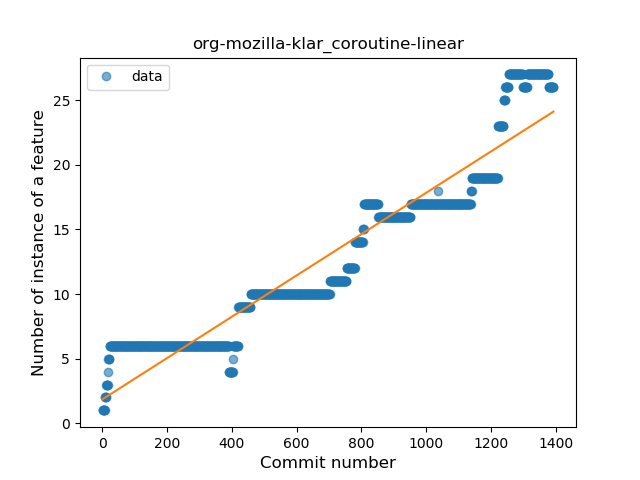 org-mozilla-klar_coroutine-linear
data
Number of instance of a feature
25
20
15
10
5
0
0 200 400 600 800 1000 1200 1400
Commit number